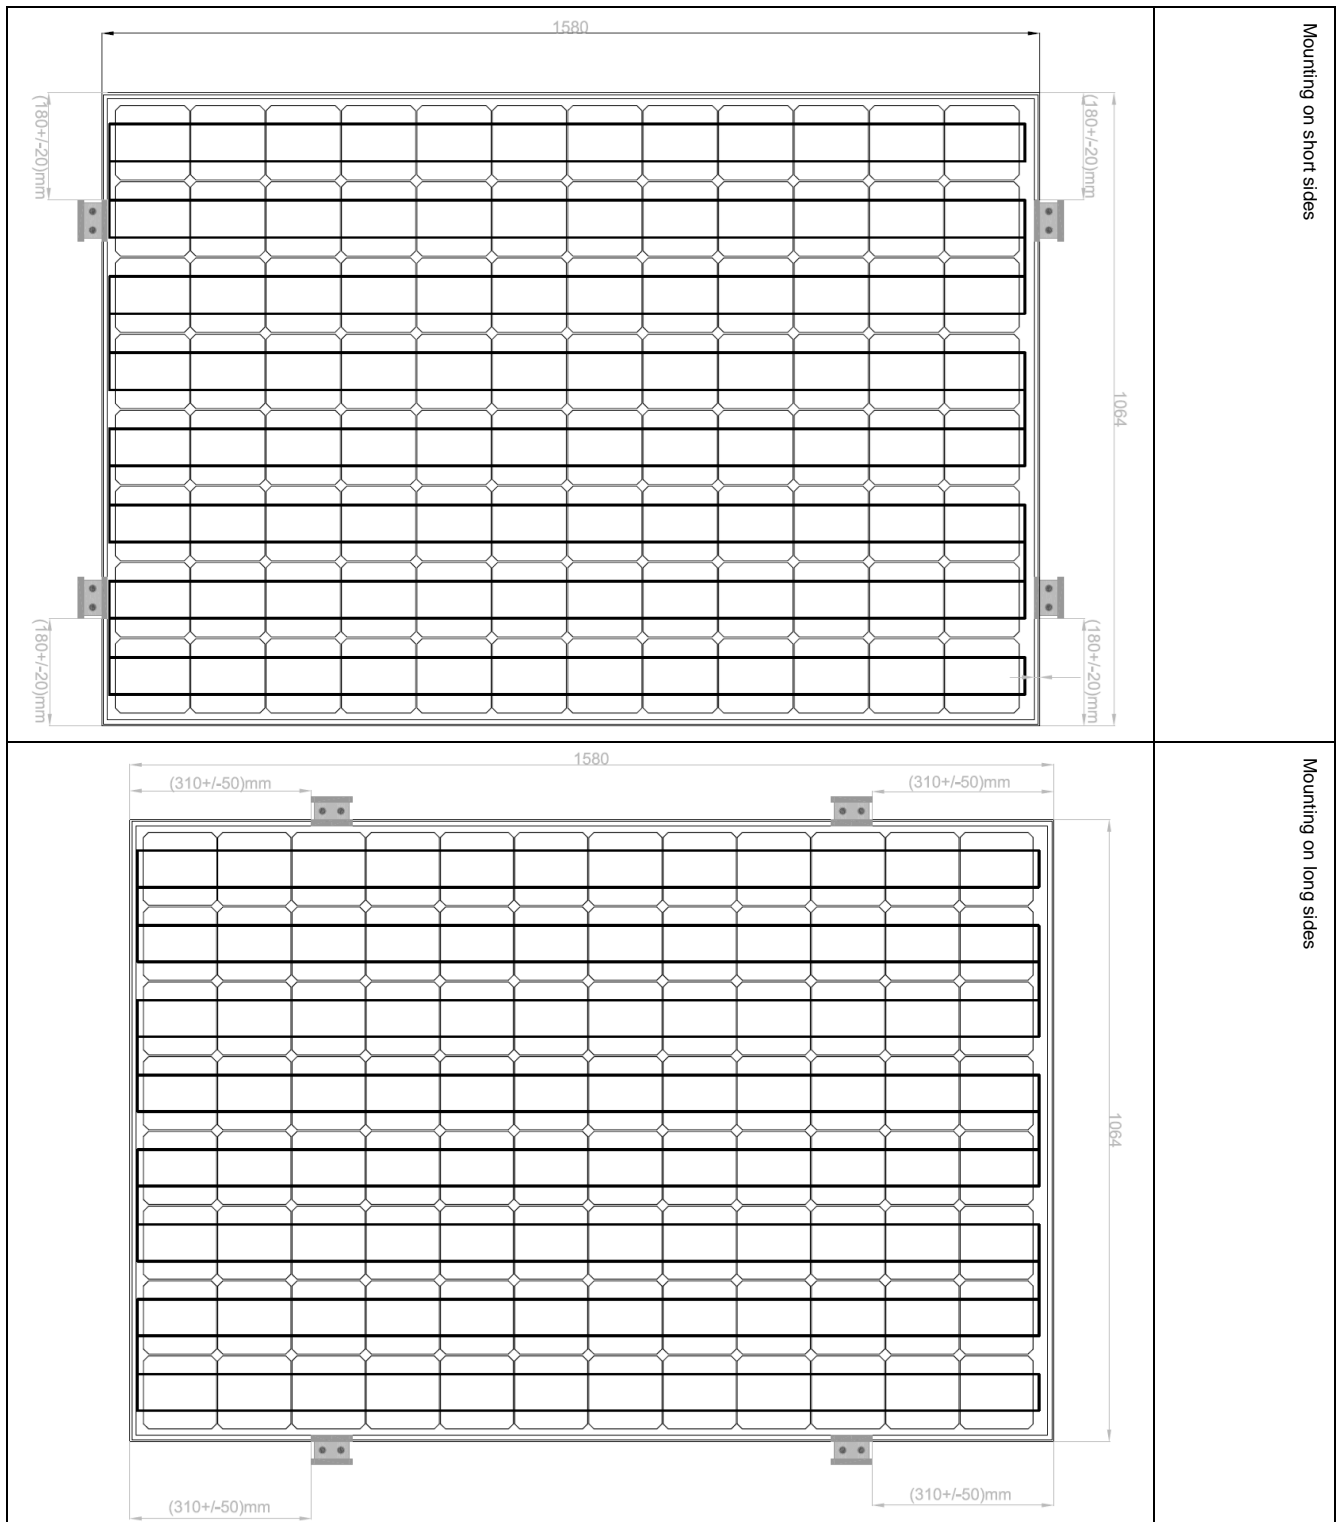 1580
(180+/-20)mm
(180+/-20)mm
1064
(180+/-20)mm
(180+/-20)mm
Mounting on short sides
1580
(310+/-50)mm
(310+/-50)mm
1064
(310+/-50)mm
(310+/-50)mm
Mounting on long sides